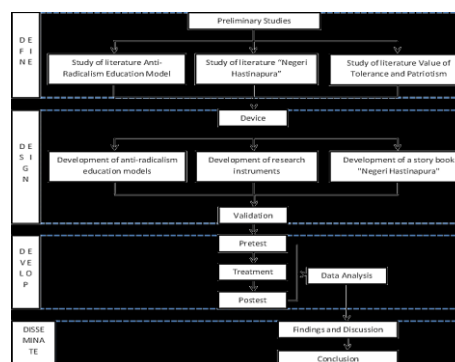 Preliminary Studies
D
E
F
I
N
E
Study of literature Anti-
Radicalism Education Model
Study of literature "Negeri
Hastinapura"
Study of literature Value of
Tolerance and Patriotism
Device
D
E
S
I G
N
Development of anti-radicalism
education models
Development of research
instruments
Development of a story book
"Negeri Hastinapura"
Validation
D
E
V E
L O
P
Pretest
Treatment
Postest
Data Analysis
DISSE
MINA
TE
Findings and Discussion
Conclusion